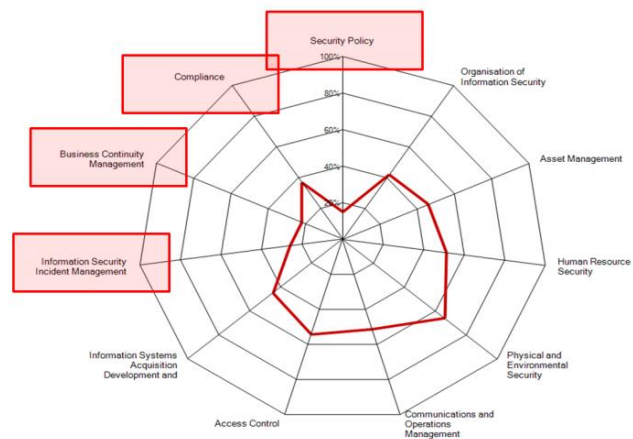 Security Policy
100%
80%
60%
40%
20%
Organisation of
Information Security
Asset Management
Human Resource
Security
Physical and
Environmental
Security
Communications and
Operations
Management
Access Control
Information Systems
Acquisition
Development and
Information Security
Incident Management
Business Continuity
Management
Compliance